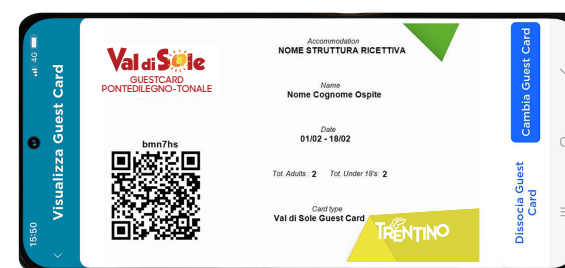 15:50
4G
Visualizza Guest Card
Val di Sole
GUESTCARD
PONTEDILEGNO-TONALE
bmn7hs
Accommodation
NOME STRUTTURA RICETTIVA
Name
Nome Cognome Ospite
Date
01/02 - 18/02
Tot. Adults : 2 Tot. Under 18's: 2
Card type
Val di Sole Guest Card
TRENTINO
Cambia Guest Card
Dissocia Guest
Card